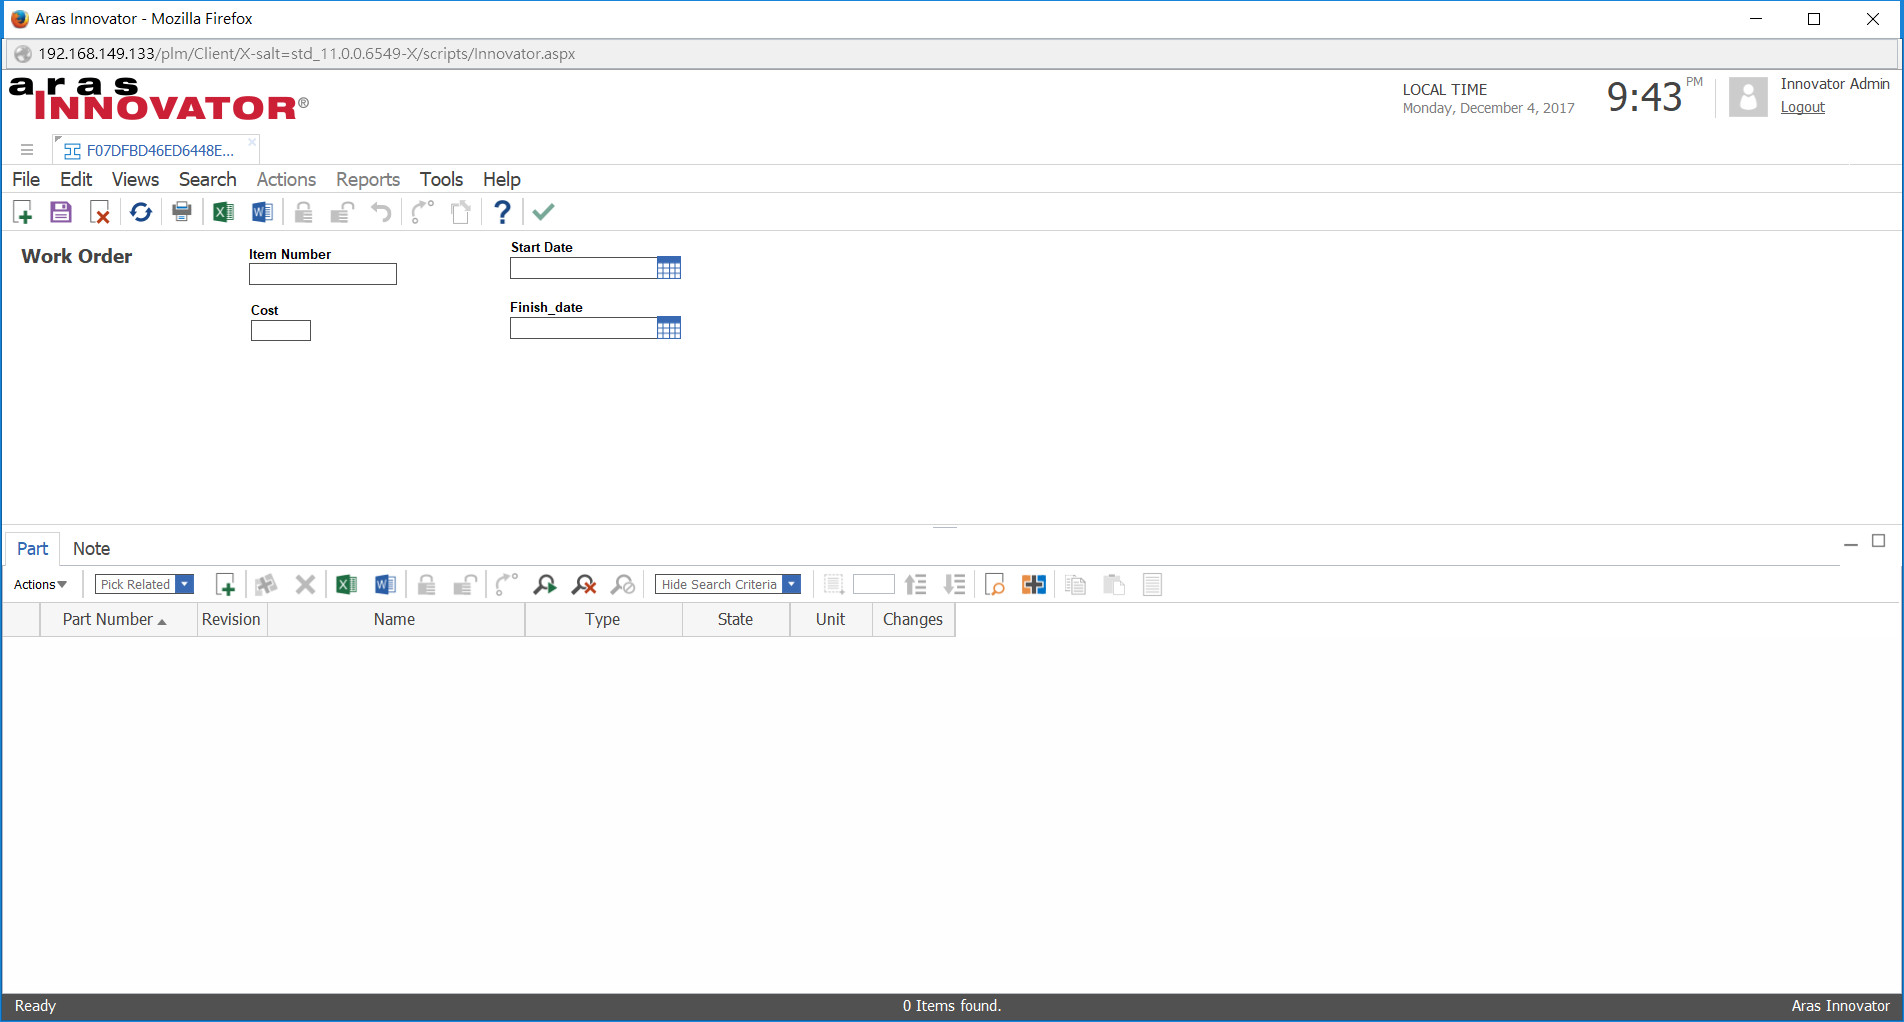 Aras Innovator - Mozilla Firefox
192.168.149.133/plm/Client/X-salt=std_11.0.0.6549-X/scripts/Innovator.aspx
aras
INNOVATOR®
LOCAL TIME
Monday, December 4, 2017
9:43 PM
Innovator Admin
Logout
F07DFBD46ED6448E...
File Edit Views Search Actions Reports Tools Help
Work Order
Item Number
Start Date
Cost
Finish_date
Part Note
Actions Pick Related Hide Search Criteria
Part Number Revision Name Type State Unit Changes
Ready 0 Items found. Aras Innovator